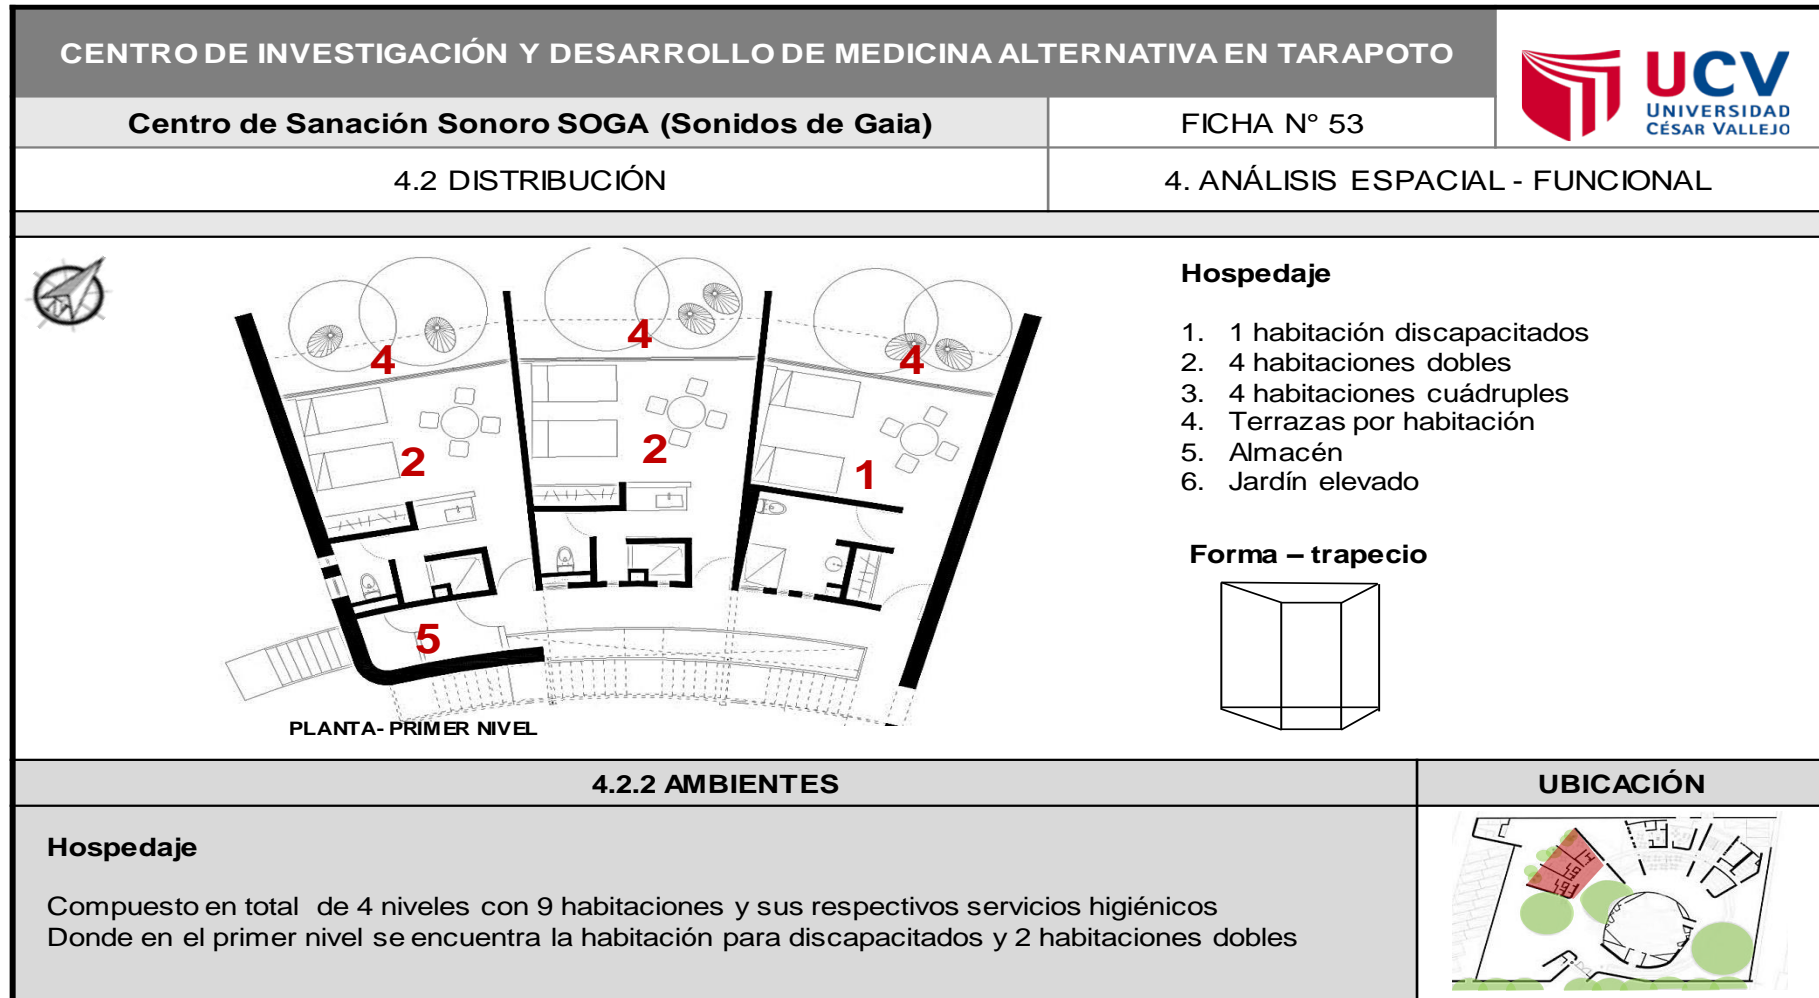 CENTRO DE INVESTIGACIÓN Y DESARROLLO DE MEDICINA ALTERNATIVA EN TARAPOTO
UCV
UNIVERSIDAD
CÉSAR VALLEJO
Centro de Sanación Sonoro SOGA (Sonidos de Gaia)
FICHA N° 53
4.2 DISTRIBUCIÓN
4. ANÁLISIS ESPACIAL - FUNCIONAL
4
4
4
2
2
1
5
PLANTA- PRIMER NIVEL
Hospedaje
1. 1 habitación discapacitados
2. 4 habitaciones dobles
3. 4 habitaciones cuádruples
4. Terrazas por habitación
5. Almacén
6. Jardín elevado
Forma – trapecio
4.2.2 AMBIENTES
UBICACIÓN
Hospedaje
Compuesto en total de 4 niveles con 9 habitaciones y sus respectivos servicios higiénicos
Donde en el primer nivel se encuentra la habitación para discapacitados y 2 habitaciones dobles